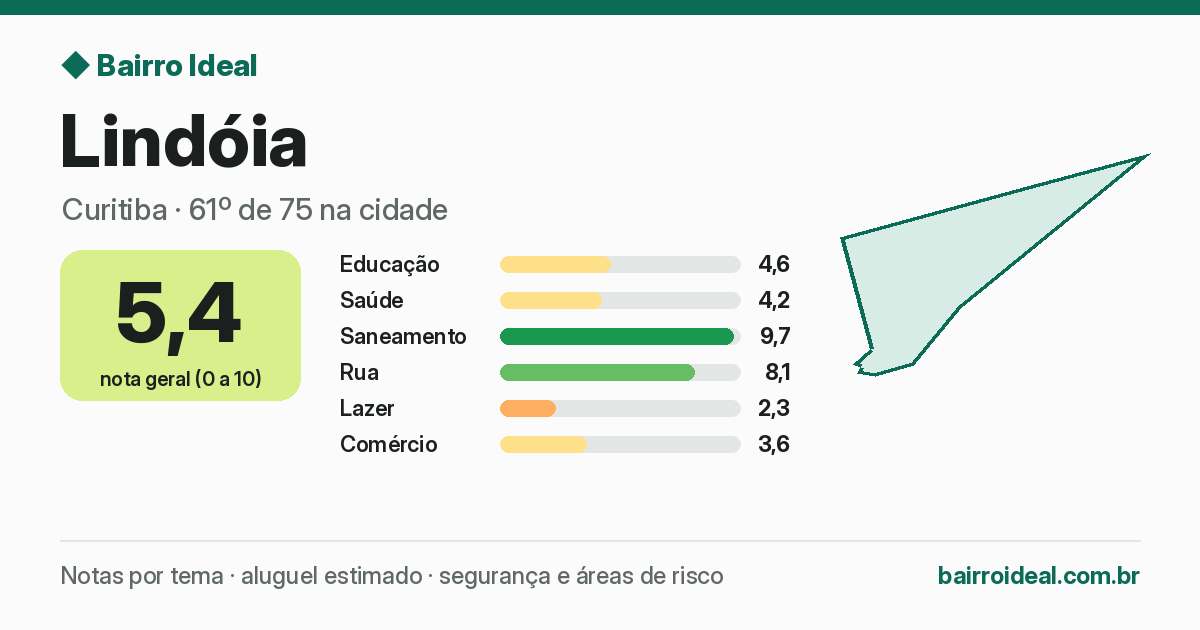 Bairro Ideal
Lindóia
Curitiba · 61º de 75 na cidade
5,4
nota geral (0 a 10)
Educação 4,6
Saúde 4,2
Saneamento 9,7
Rua 8,1
Lazer 2,3
Comércio 3,6
Notas por tema · aluguel estimado · segurança e áreas de risco
bairroideal.com.br